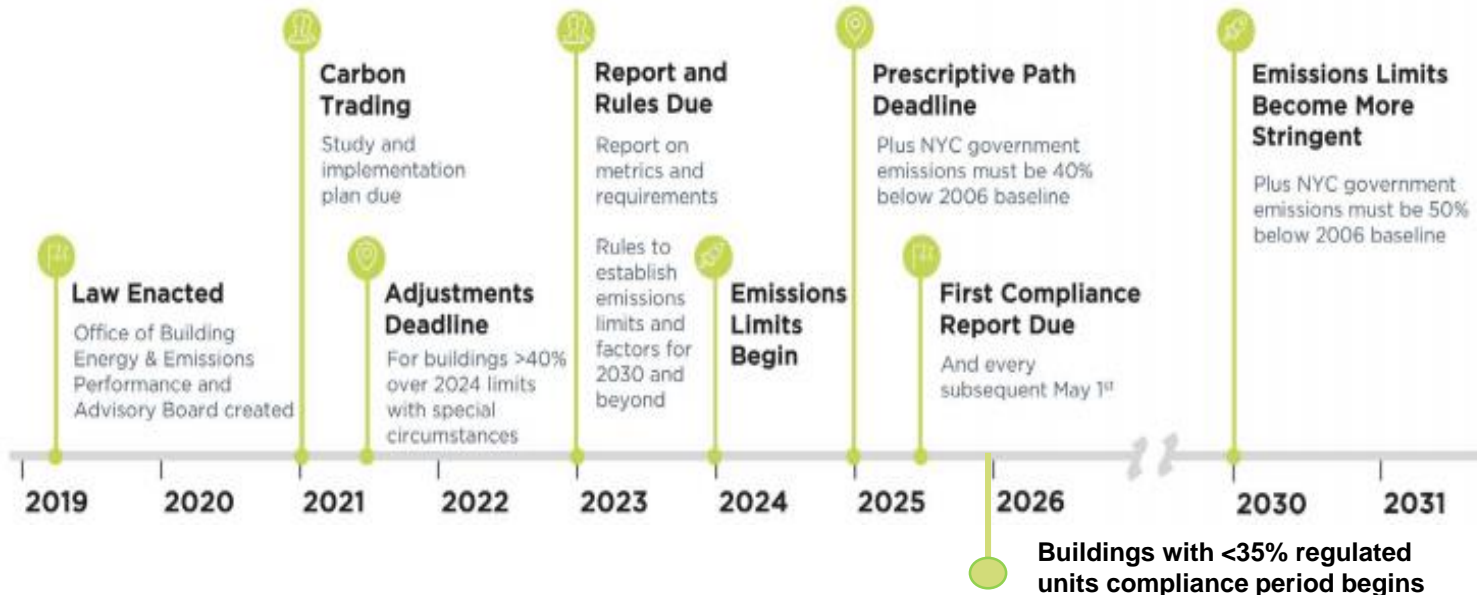 Carbon
Trading
Study and
implementation
plan due
Report and
Rules Due
Report on
metrics and
requirements
Rules to
establish
emissions
limits and
factors for
2030 and
beyond
Prescriptive Path
Deadline
Plus NYC government
emissions must be 40%
below 2006 baseline
Emissions Limits
Become More
Stringent
Plus NYC government
emissions must be 50%
below 2006 baseline
Law Enacted
Office of Building
Energy & Emissions
Performance and
Advisory Board created
Adjustments
Deadline
For buildings >40%
over 2024 limits
with special
circumstances
Emissions
Limits
Begin
First Compliance
Report Due
And every
subsequent May 1st
2019 2020 2021 2022 2023 2024 2025 2026 2030 2031
Buildings with <35% regulated
units compliance period begins